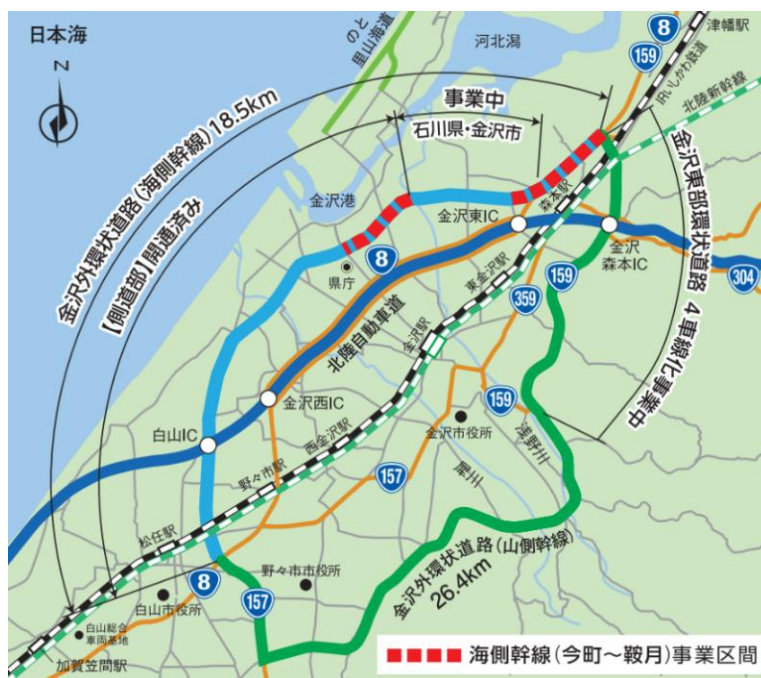 日本海
N
のと
里山海道
河北潟
8
津幡駅
159
IRいしかわ鉄道
北陸新幹線
事業中
石川県・金沢市
金沢外環状道路(海側幹線)18.5km
【側道部】開通済み
金沢東部環状道路 4車線化事業中
金沢港
県庁
8
金沢東IC
森本駅
金沢
森本IC
304
東金沢駅
159
359
北陸自動車道
金沢駅
金沢西IC
白山IC
西金沢駅
金沢市役所
159
浅野川
犀川
野々市駅
157
松任駅
金沢外環状道路(山側幹線)
26.4km
8
野々市市役所
白山市役所
157
白山総合
車両基地
加賀笠間駅
海側幹線(今町～鞍月)事業区間